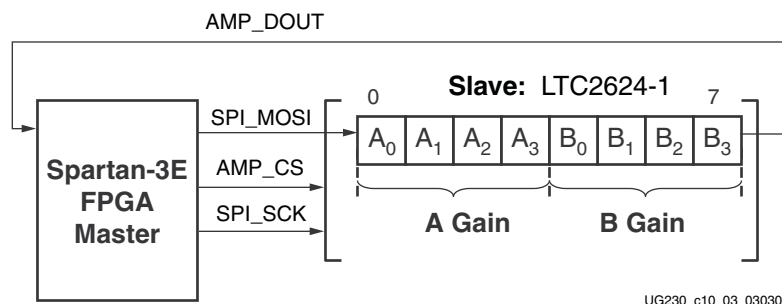 AMP_DOUT
Slave: LTC2624-1
0 7
SPI_MOSI
A0 A1 A2 A3 B0 B1 B2 B3
Spartan-3E
FPGA
Master
AMP_CS
SPI_SCK
A Gain B Gain
UG230_c10_03_03030